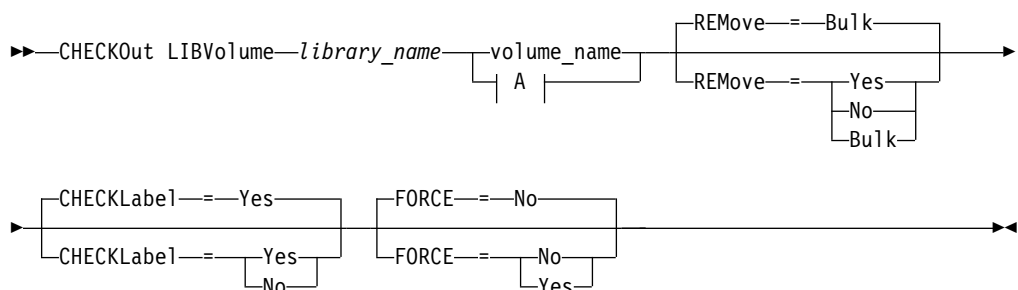 REMove = Bulk
CHECKOut LIBVolume library_name volume_name
A
REMove = Yes
No
Bulk
CHECKLabel = Yes
CHECKLabel = Yes
No
FORCE = No
FORCE = No
Yes